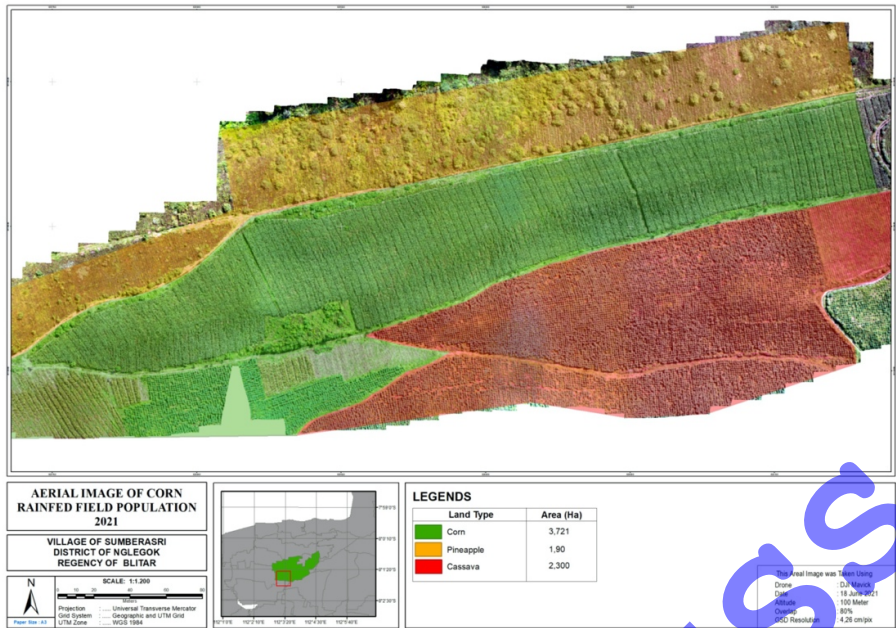 AERIAL IMAGE OF CORN
RAINFED FIELD POPULATION
2021
VILLAGE OF SUMBERASRI
DISTRICT OF NGLEGOK
REGENCY OF BLITAR
N
Paper Size : A3
SCALE: 1:1.200
Meters
Projection : .... Universal Transverse Mercator
Grid System : .... Geographic and UTM Grid
UTM Zone : .... WGS 1984
LEGENDS
Land Type Area (Ha)
Corn 3,721
Pineapple 1,90
Cassava 2,300
This Areal Image was Taken Using
Drone : DJI Mavick
Date : 18 June 2021
Altitude : 100 Meter
Overlap : 80%
GSD Resolution : 4,26 cm/pix